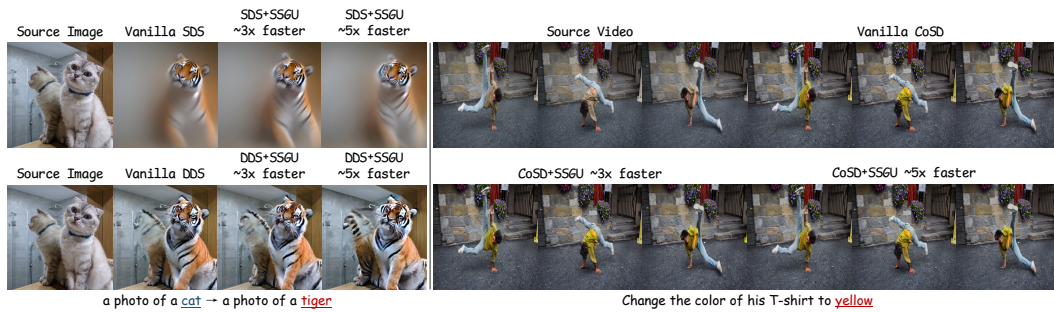 Source Image
Vanilla SDS
SDS+SSGU
~3x faster
SDS+SSGU
~5x faster
Source Video
Vanilla CoSD
Source Image
Vanilla DDS
DDS+SSGU
~3x faster
DDS+SSGU
~5x faster
CoSD+SSGU ~3x faster
CoSD+SSGU ~5x faster
a photo of a cat → a photo of a tiger
Change the color of his T-shirt to yellow